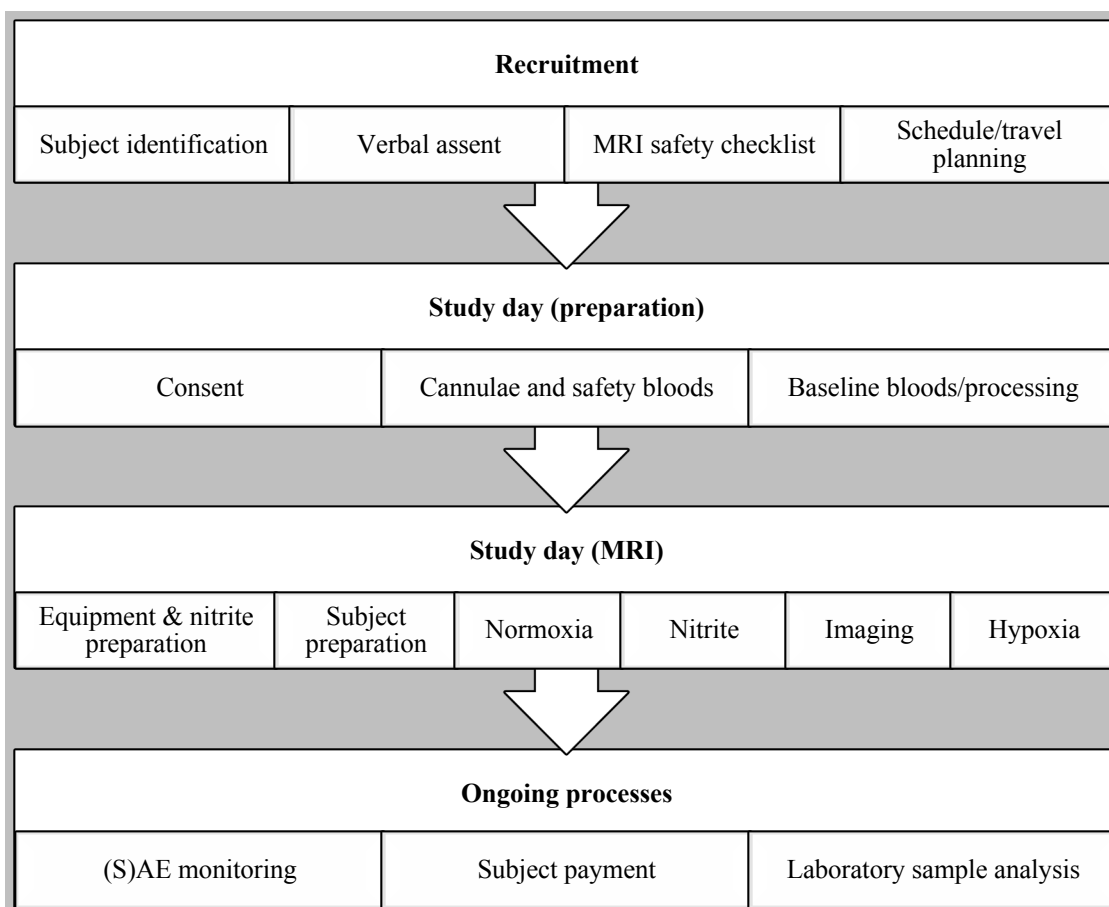 Recruitment
Subject identification
Verbal assent
MRI safety checklist
Schedule/travel
planning
Study day (preparation)
Consent
Cannulae and safety bloods
Baseline bloods/processing
Study day (MRI)
Equipment & nitrite
preparation
Subject
preparation
Normoxia
Nitrite
Imaging
Hypoxia
Ongoing processes
(S)AE monitoring
Subject payment
Laboratory sample analysis